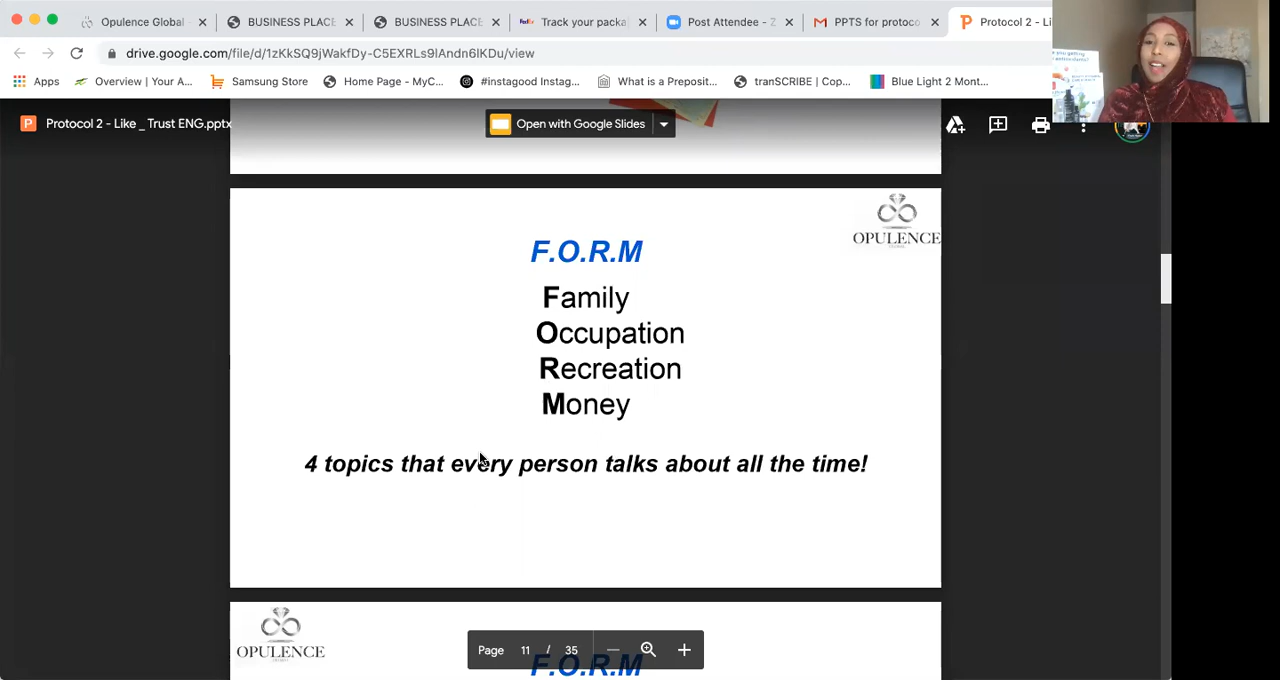 Opulence Global
BUSINESS PLACE
BUSINESS PLACE
Track your packa
Post Attendee - Z
PPTS for protoco
Protocol 2 - Li
drive.google.com/file/d/1zKkSQ9jWakfDy-C5EXRLs9lAndn6lKDu/view
Apps
Overview | Your A...
Samsung Store
Home Page - MyC...
#instagood Instag...
What is a Preposit...
tranSCRIBE | Cop...
Blue Light 2 Mont...
P Protocol 2 - Like _ Trust ENG.pptx
Open with Google Slides
OPULENCE
F.O.R.M
Family
Occupation
Recreation
Money
4 topics that every person talks about all the time!
OPULENCE
F.O.R.M
Page 11 / 35